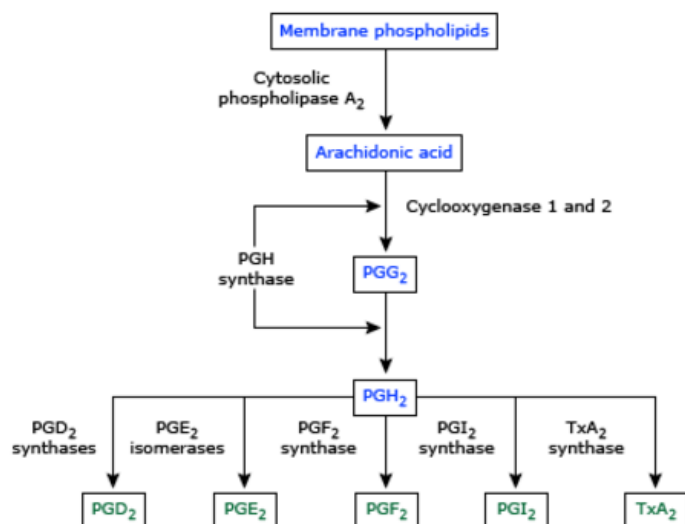 Membrane phospholipids
Cytosolic
phospholipase A₂
Arachidonic acid
Cyclooxygenase 1 and 2
PGH
synthase
PGG₂
PGH₂
PGD₂
synthases
PGE₂
isomerases
PGF₂
synthase
PGI₂
synthase
TxA₂
synthase
PGD₂
PGE₂
PGF₂
PGI₂
TxA₂